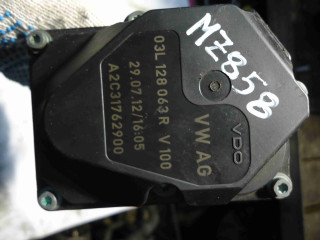 MZ858
03L 128 063 R V100
VW AG
29.07.12/16:05
A2C31762900
VDO